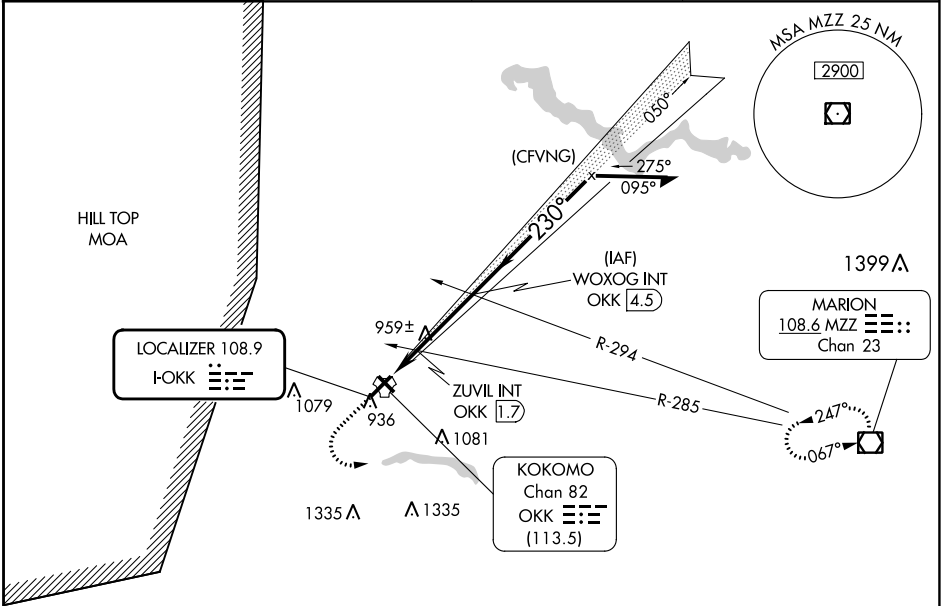 MSA MZZ 25 NM
2900
050°
(CFVNG)
275°
095°
HILL TOP
MOA
230°
(IAF)
WOXOG INT
OKK 4.5
1399
MARION
108.6 MZZ
Chan 23
959±
R-294
LOCALIZER 108.9
I-OKK
ZUVIL INT
OKK 1.7
R-285
1079
936
247°
067°
1081
KOKOMO
Chan 82
OKK
(113.5)
1335
1335